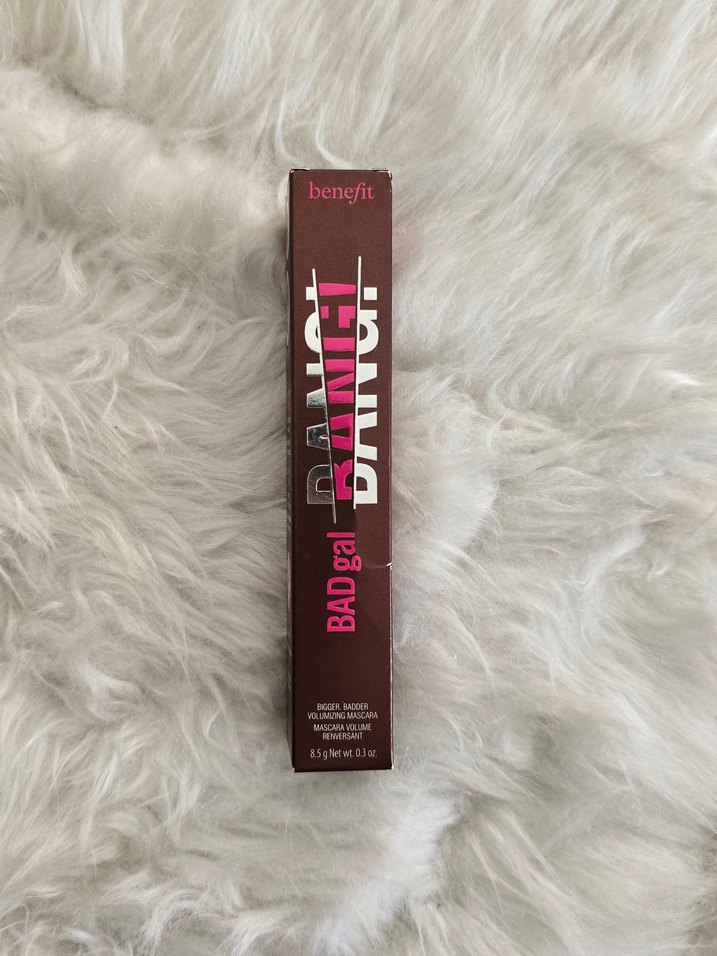 benefit
BADgal
BANG!
BIGGER, BADDER
VOLUMIZING MASCARA
MASCARA VOLUME
RENVERSANT
8.5 g Net wt. 0.3 oz.